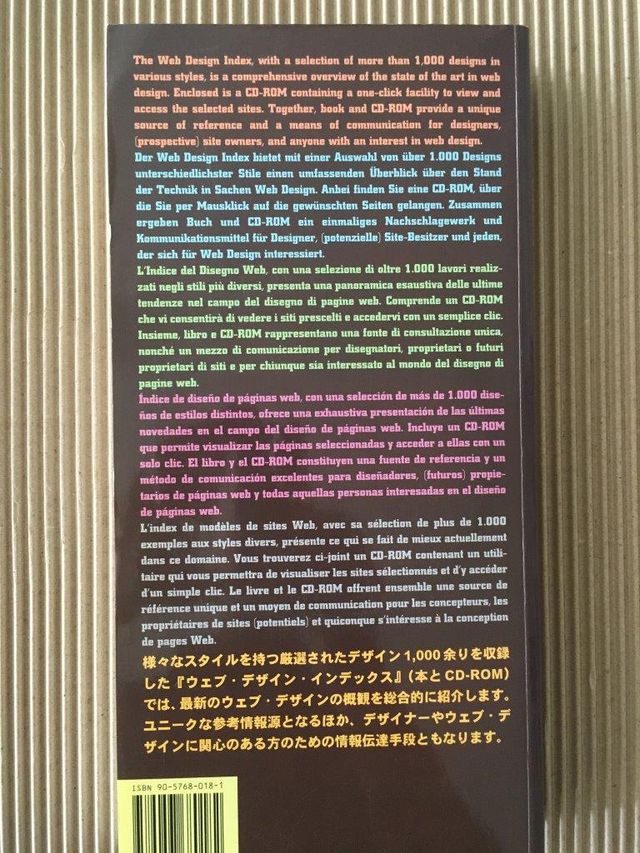 The Web Design Index, with a selection of more than 1,000 designs in
various styles, is a comprehensive overview of the state of the art in web
design. Enclosed is a CD-ROM containing a one-click facility to view and
access the selected sites. Together, book and CD-ROM provide a unique
source of reference and a means of communication for designers,
(prospective) site owners, and anyone with an interest in web design.
Der Web Design Index bietet mit einer Auswahl von über 1.000 Designs
unterschiedlichster Stile einen umfassenden Überblick über den Stand
der Technik in Sachen Web Design. Anbei finden Sie eine CD-ROM, über
die Sie per Mausklick auf die gewünschten Seiten gelangen. Zusammen
ergeben Buch und CD-ROM ein einmaliges Nachschlagewerk und
Kommunikationsmittel für Designer, (potenzielle) Site-Besitzer und jeden,
der sich für Web Design interessiert.
L'Indice del Disegno Web, con una selezione di oltre 1.000 lavori realiz-
zati negli stili più diversi, presenta una panoramica esaustiva delle ultime
tendenze nel campo del disegno di pagine web. Comprende un CD-ROM
che vi consentirà di vedere i siti prescelti e accedervi con un semplice clic.
Insieme, libro e CD-ROM rappresentano una fonte di consultazione unica,
nonché un mezzo di comunicazione per disegnatori, proprietari o futuri
proprietari di siti e per chiunque sia interessato al mondo del disegno di
pagine web.
Índice de diseño de páginas web, con una selección de más de 1.000 dise-
ños de estilos distintos, ofrece una exhaustiva presentación de las últimas
novedades en el campo del diseño de páginas web. Incluye un CD-ROM
que permite visualizar las páginas seleccionadas y acceder a ellas con un
solo clic. El libro y el CD-ROM constituyen una fuente de referencia y un
método de comunicación excelentes para diseñadores, (futuros) propie-
tarios de páginas web y todas aquellas personas interesadas en el diseño
de páginas web.
L'index de modèles de sites Web, avec sa sélection de plus de 1.000
exemples aux styles divers, présente ce qui se fait de mieux actuellement
dans ce domaine. Vous trouverez ci-joint un CD-ROM contenant un utili-
taire qui vous permettra de visualiser les sites sélectionnés et d'y accéder
d'un simple clic. Le livre et le CD-ROM offrent ensemble une source de
référence unique et un moyen de communication pour les concepteurs, les
propriétaires de sites (potentiels) et quiconque s'intéresse à la conception
de pages Web.
様々なスタイルを持つ厳選されたデザイン1,000余りを収録
した『ウェブ・デザイン・インデックス』(本とCD-ROM)
では、最新のウェブ・デザインの概観を総合的に紹介します。
ユニークな参考情報源となるほか、デザイナーやウェブ・デ
ザインに関心のある方のための情報伝達手段ともなります。
ISBN 90-5768-018-1